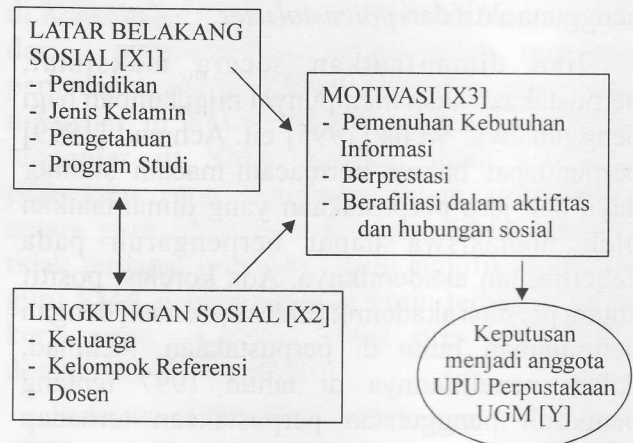 LATAR BELAKANG
SOSIAL [X1]
- Pendidikan
- Jenis Kelamin
- Pengetahuan
- Program Studi
MOTIVASI [X3]
- Pemenuhan Kebutuhan
- Informasi
- Berprestasi
- Berafiliasi dalam aktifitas
dan hubungan sosial
LINGKUNGAN SOSIAL [X2]
- Keluarga
- Kelompok Referensi
- Dosen
Keputusan
menjadi anggota
UPU Perpustakaan
UGM [Y]